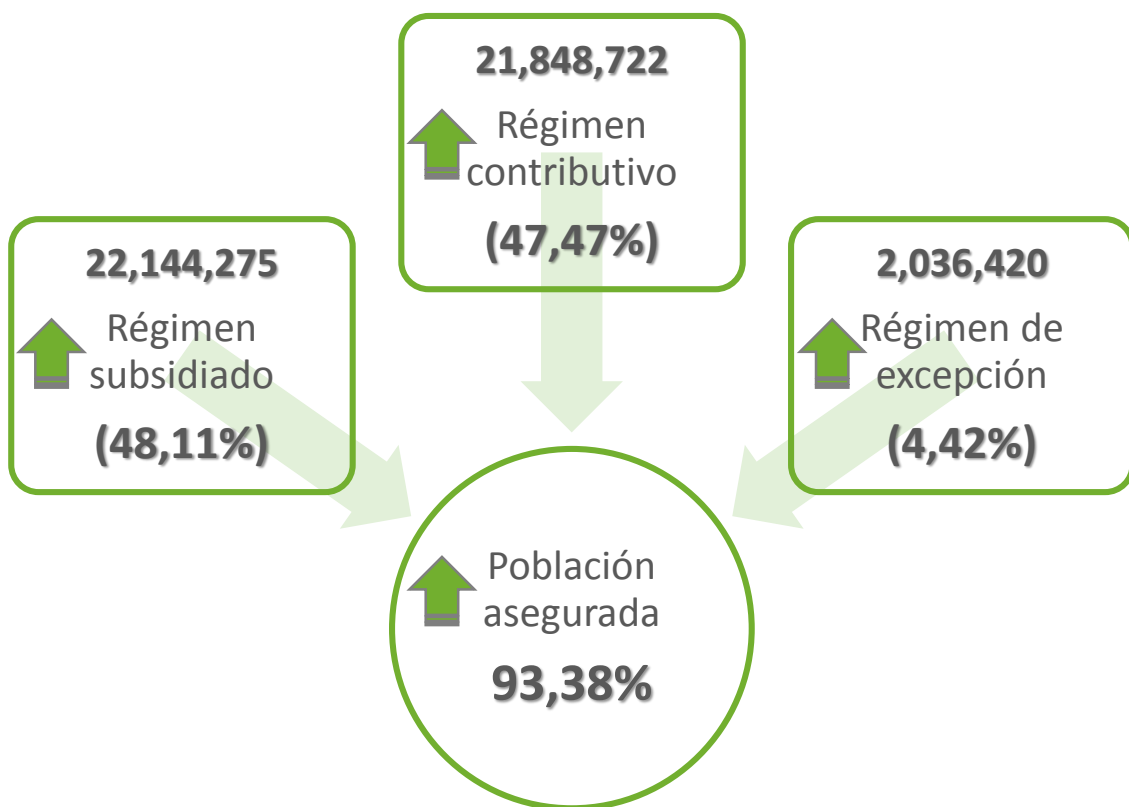 21,848,722
Régimen
contributivo
(47,47%)
22,144,275
Régimen
subsidiado
(48,11%)
2,036,420
Régimen de
excepción
(4,42%)
Población
asegurada
93,38%